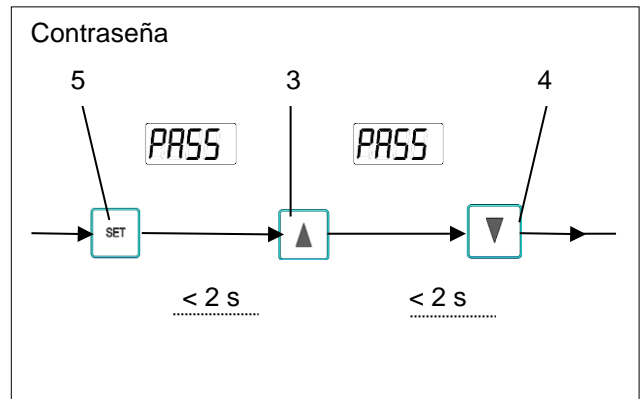 Contraseña
5 3 4
PASS PASS
SET
< 2 s < 2 s